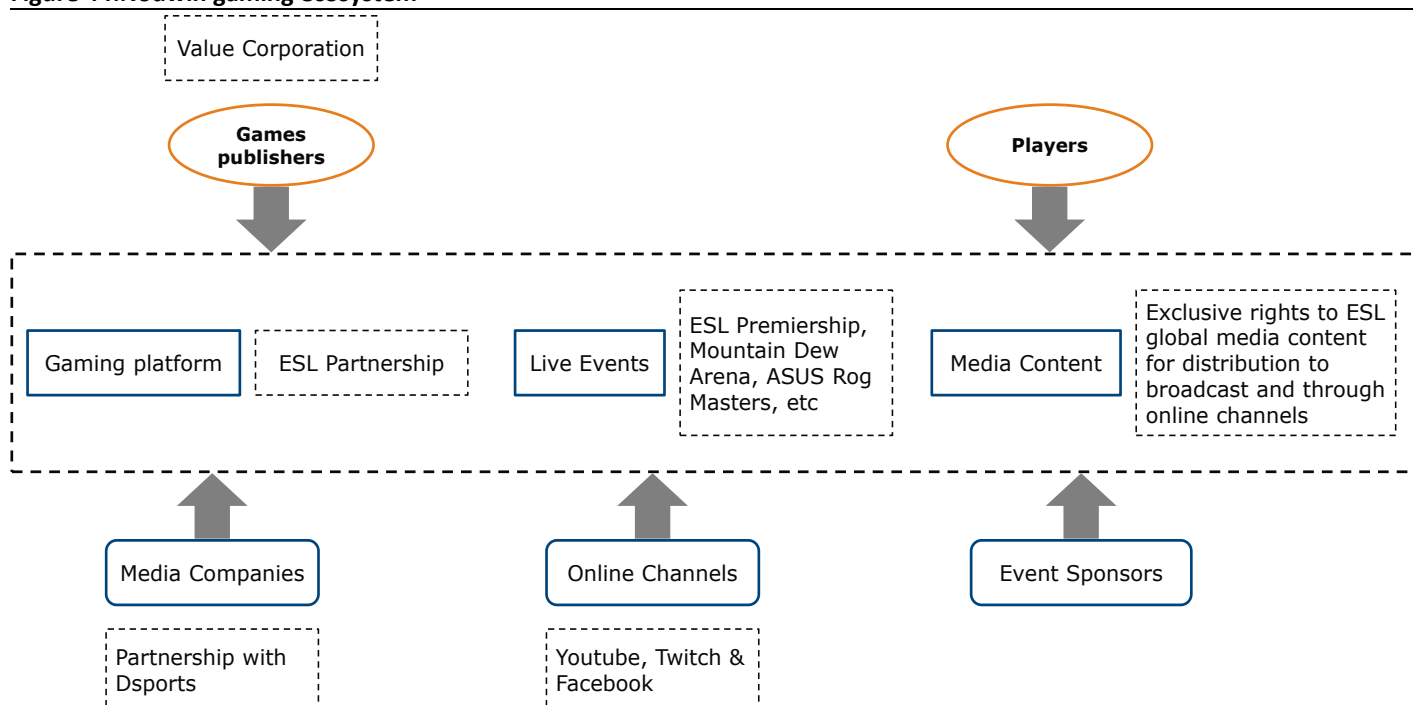 Value Corporation
Games
publishers
Players
Gaming platform
ESL Partnership
Live Events
ESL Premiership,
Mountain Dew
Arena, ASUS Rog
Masters, etc
Media Content
Exclusive rights to ESL
global media content
for distribution to
broadcast and through
online channels
Media Companies
Online Channels
Event Sponsors
Partnership with
Dsports
Youtube, Twitch &
Facebook